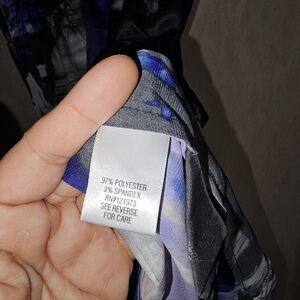 97% POLYESTER
3% SPANDEX
RN#121973
SEE REVERSE
FOR CARE